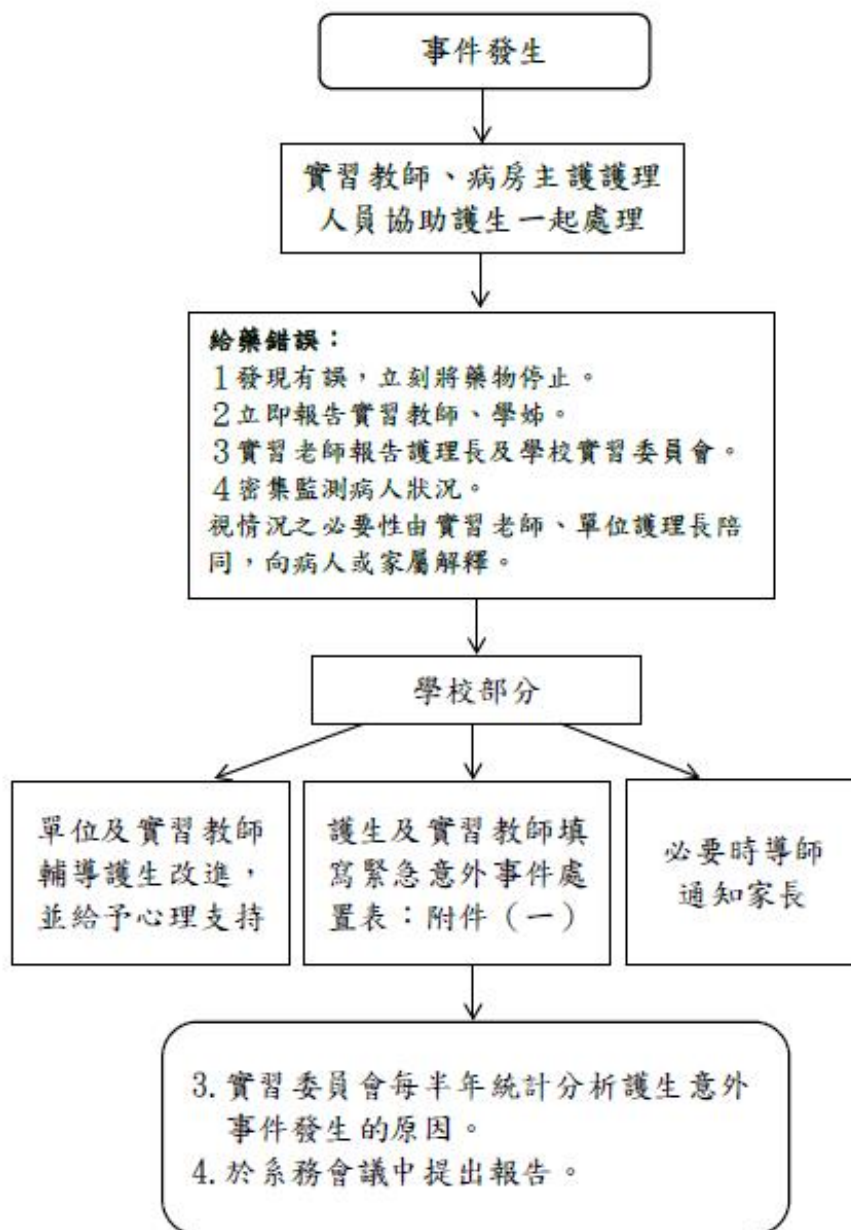 事件發生
實習教師、病房主護護理
人員協助護生一起處理
給藥錯誤：
1發現有誤，立刻將藥物停止。
2立即報告實習教師、學姊。
3實習老師報告護理長及學校實習委員會。
4密集監測病人狀況。
視情況之必要性由實習老師、單位護理長陪
同，向病人或家屬解釋。
學校部分
單位及實習教師
輔導護生改進，
並給予心理支持
護生及實習教師填
寫緊急意外事件處
置表：附件（一）
必要時導師
通知家長
3.實習委員會每半年統計分析護生意外
事件發生的原因。
4.於系務會議中提出報告。